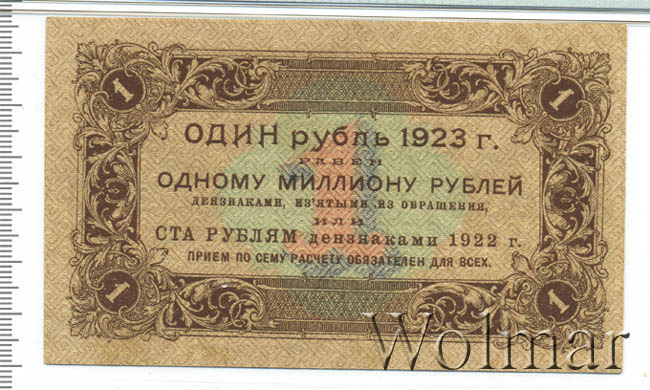 1 1
ОДИН рубль 1923 г.
РАВЕН
ОДНОМУ МИЛЛИОНУ РУБЛЕЙ
ДЕНЗНАКАМИ, ИЗ'ЯТЫМИ ИЗ ОБРАЩЕНИЯ,
ИЛИ
СТА РУБЛЯМ дензнаками 1922 г.
ПРИЕМ ПО СЕМУ РАСЧЕТУ ОБЯЗАТЕЛЕН ДЛЯ ВСЕХ.
1
1 1
Wolmar